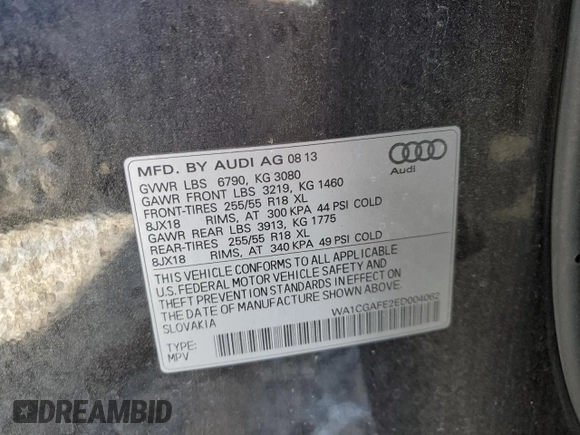 MFD. BY AUDI AG 08 13
GVWR LBS 6790, KG 3080
GAWR FRONT LBS 3219, KG 1460
FRONT-TIRES 255/55 R18 XL
8JX18 RIMS, AT 300 KPA 44 PSI COLD
GAWR REAR LBS 3913, KG 1775
REAR-TIRES 255/55 R18 XL
8JX18 RIMS, AT 340 KPA 49 PSI COLD
THIS VEHICLE CONFORMS TO ALL APPLICABLE
U.S. FEDERAL MOTOR VEHICLE SAFETY AND
THEFT PREVENTION STANDARDS IN EFFECT ON
THE DATE OF MANUFACTURE SHOWN ABOVE.
SLOVAKIA
WA1CGAFE2ED004062
TYPE:
MPV
Audi
DREAMBID